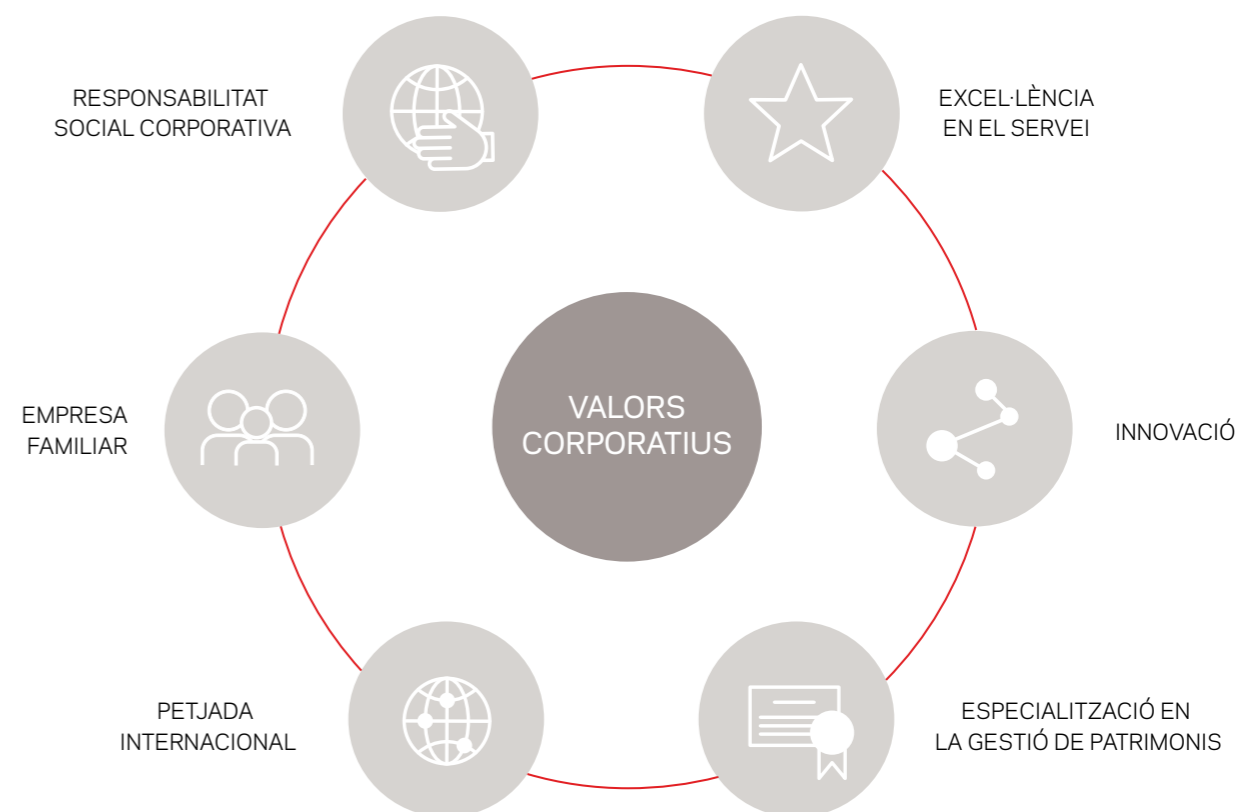 RESPONSABILITAT
SOCIAL CORPORATIVA
EXCEL·LÈNCIA
EN EL SERVEI
EMPRESA
FAMILIAR
VALORS
CORPORATIUS
INNOVACIÓ
PETJADA
INTERNACIONAL
ESPECIALITZACIÓ EN
LA GESTIÓ DE PATRIMONIS